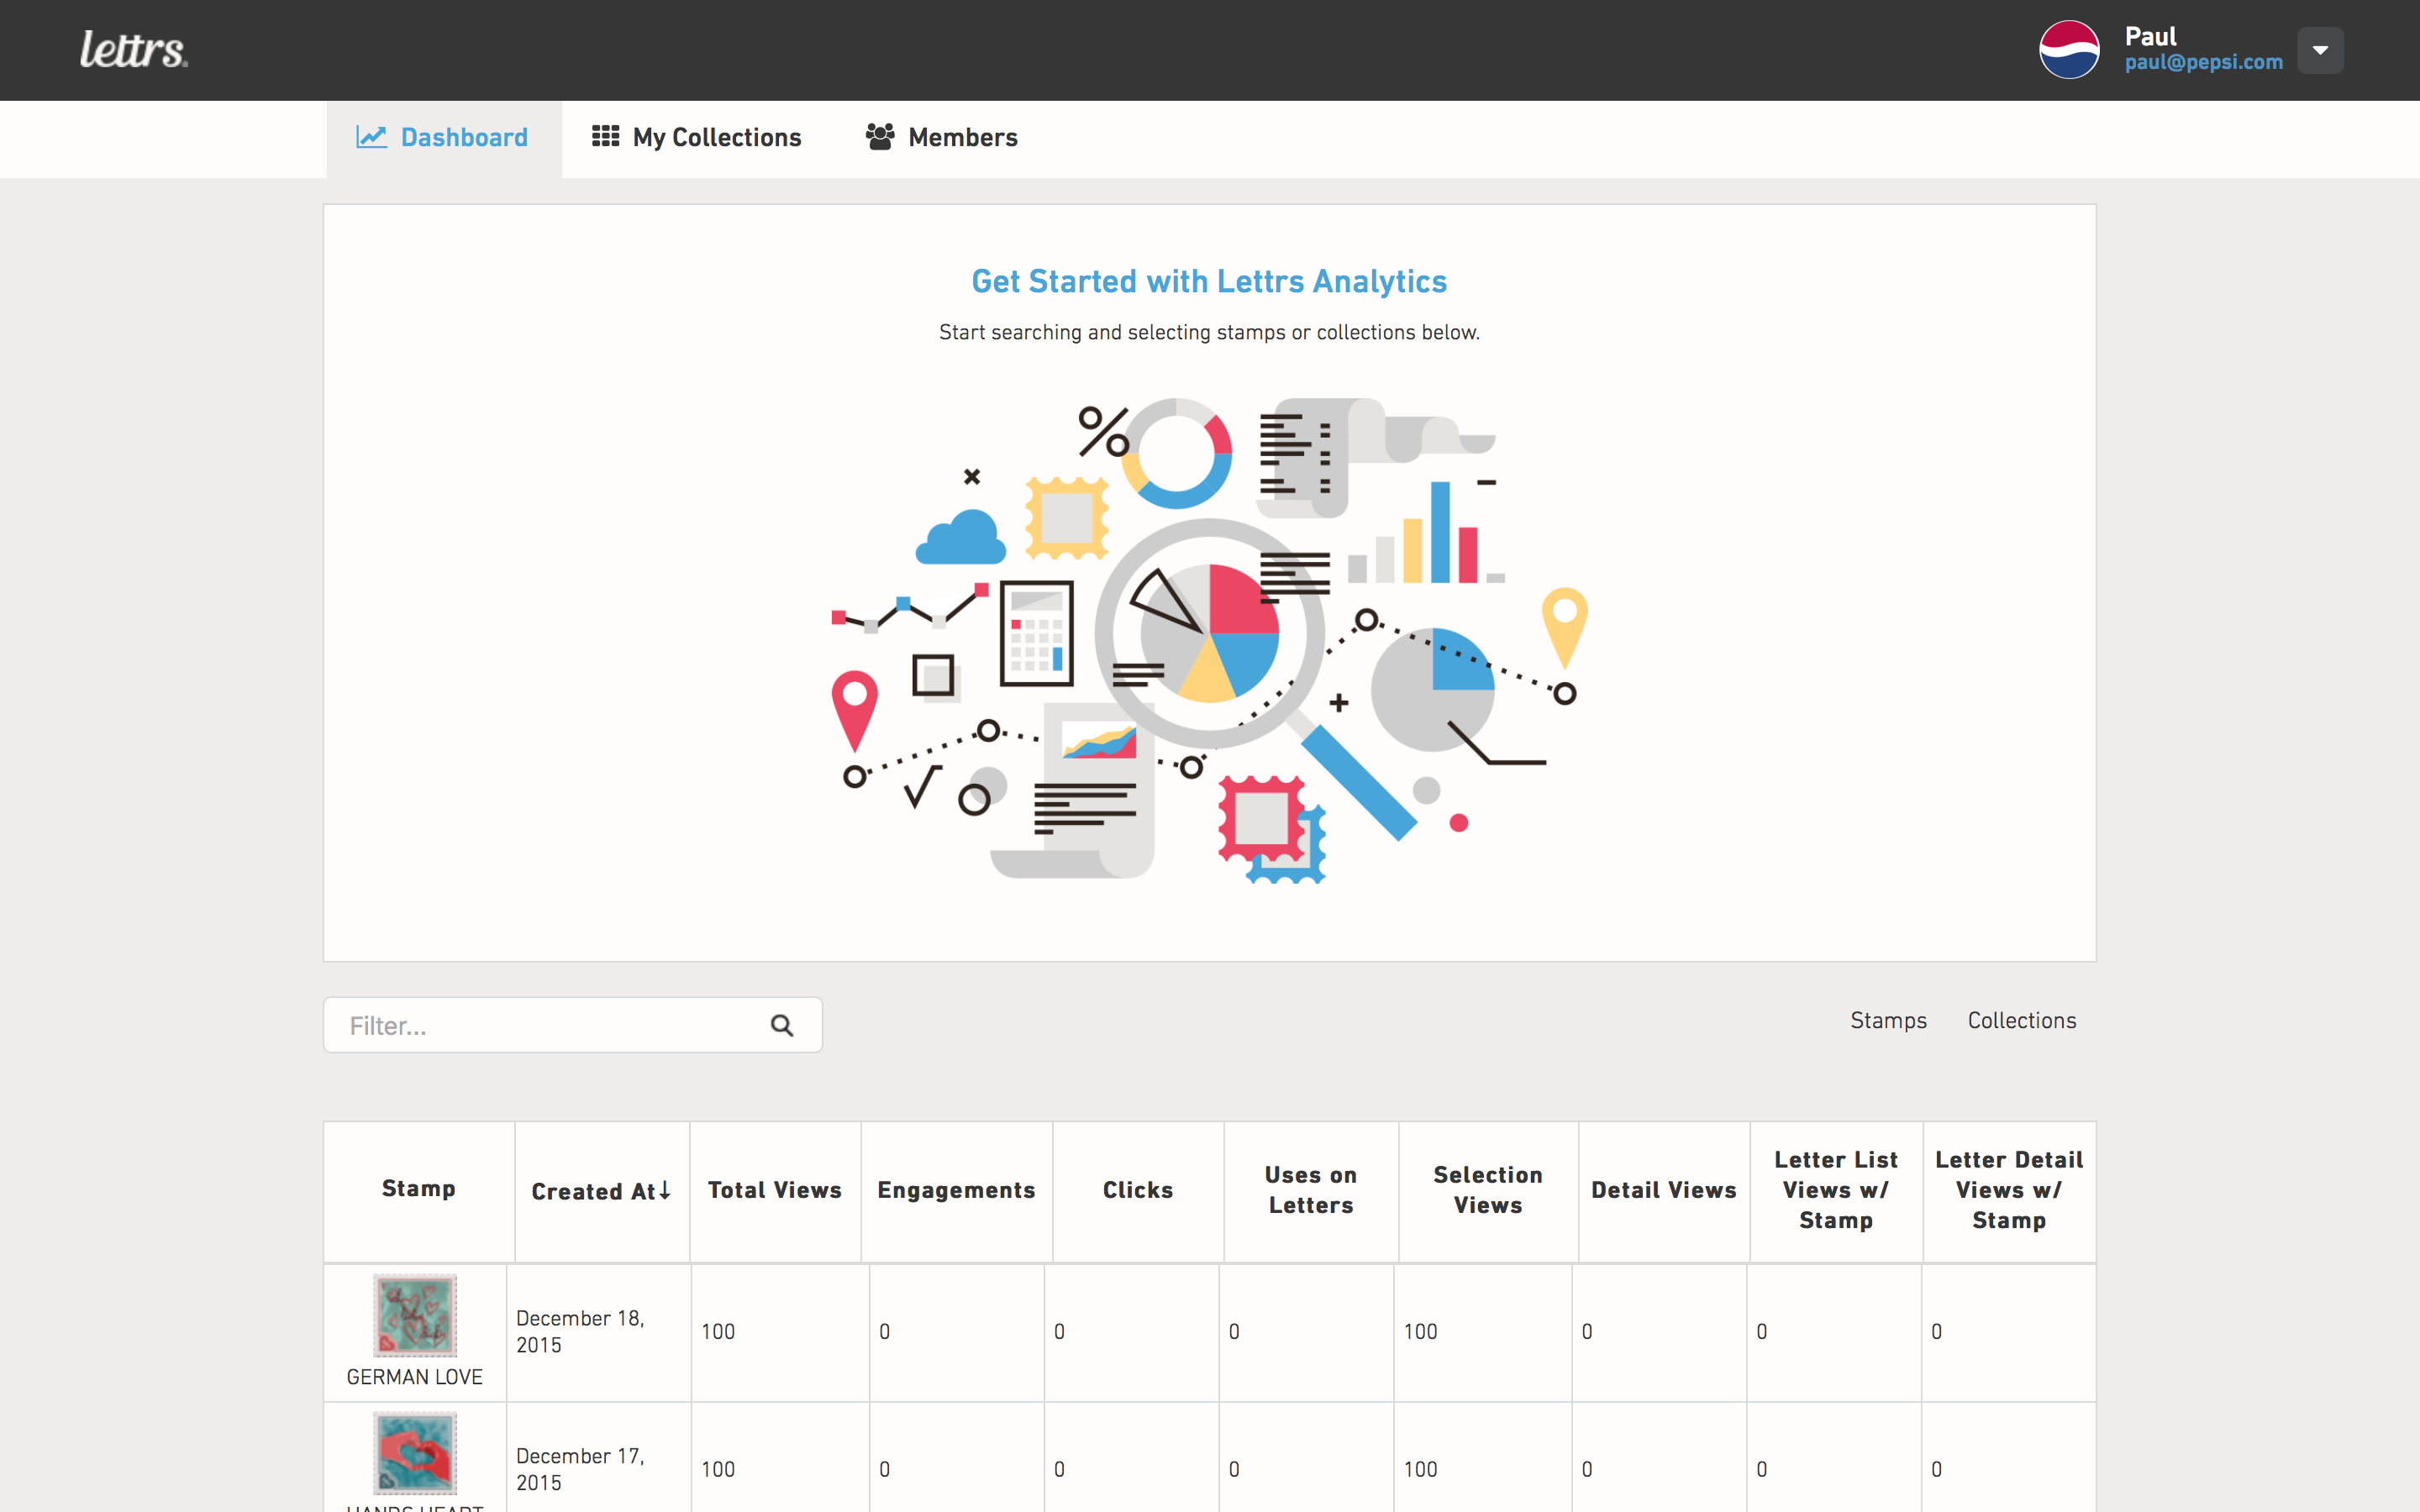 lettrs.
Paul
paul@pepsi.com
Dashboard
My Collections
Members
Get Started with Lettrs Analytics
Start searching and selecting stamps or collections below.
Filter...
Stamps
Collections
Stamp
Created At↓
Total Views
Engagements
Clicks
Uses on
Letters
Selection
Views
Detail Views
Letter List
Views w/
Stamp
Letter Detail
Views w/
Stamp
GERMAN LOVE
December 18,
2015
100
0
0
0
100
0
0
0
HANDS HEART
December 17,
2015
100
0
0
0
100
0
0
0